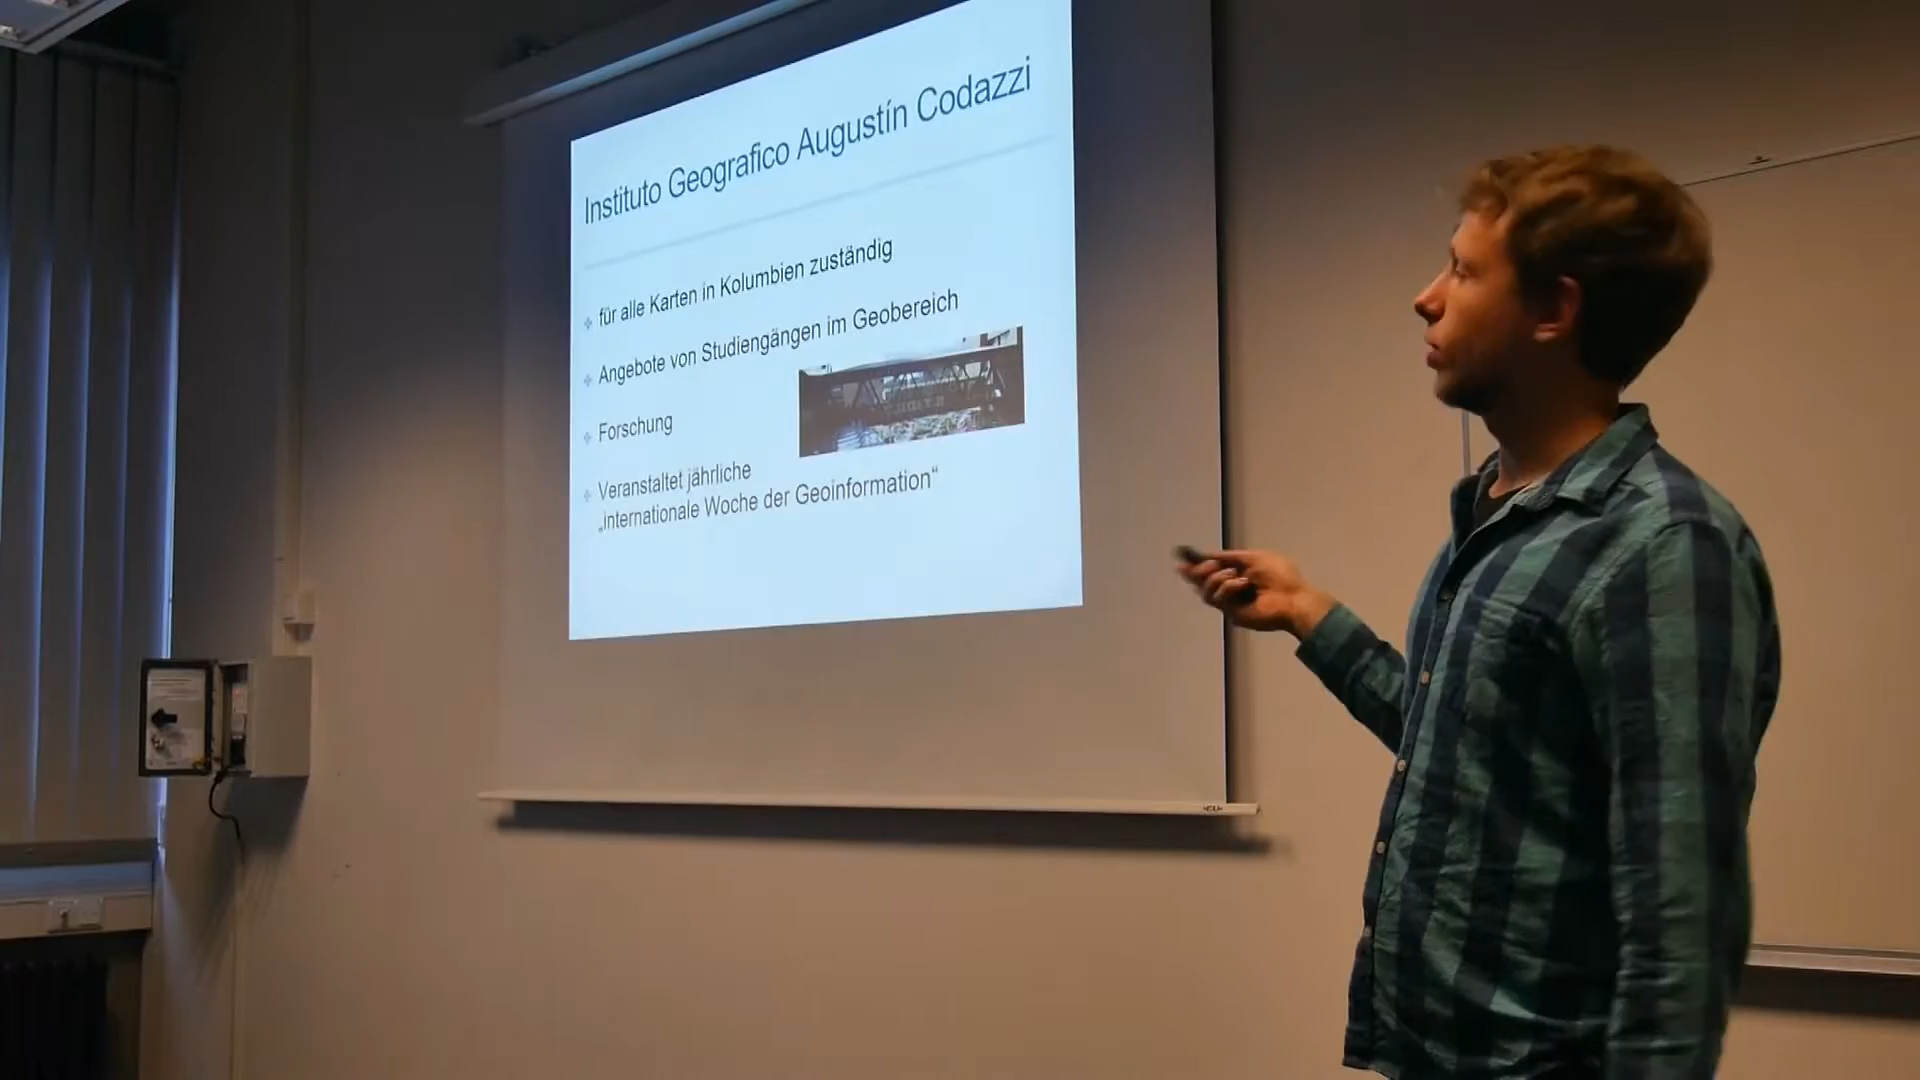 Instituto Geografico Augustín Codazzi
für alle Karten in Kolumbien zuständig
Angebote von Studiengängen im Geobereich
Forschung
Veranstaltet jährliche
„internationale Woche der Geoinformation“